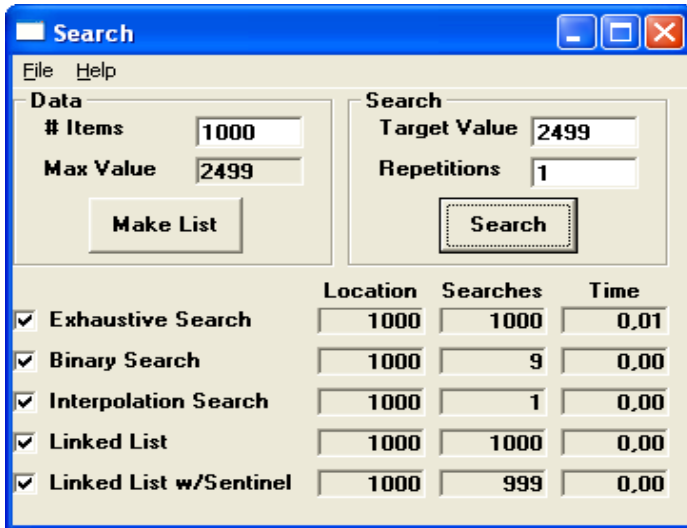 Search
File Help
Data
# Items 1000
Max Value 2499
Make List
Search
Target Value 2499
Repetitions 1
Search
Location Searches Time
Exhaustive Search 1000 1000 0,01
Binary Search 1000 9 0,00
Interpolation Search 1000 1 0,00
Linked List 1000 1000 0,00
Linked List w/Sentinel 1000 999 0,00